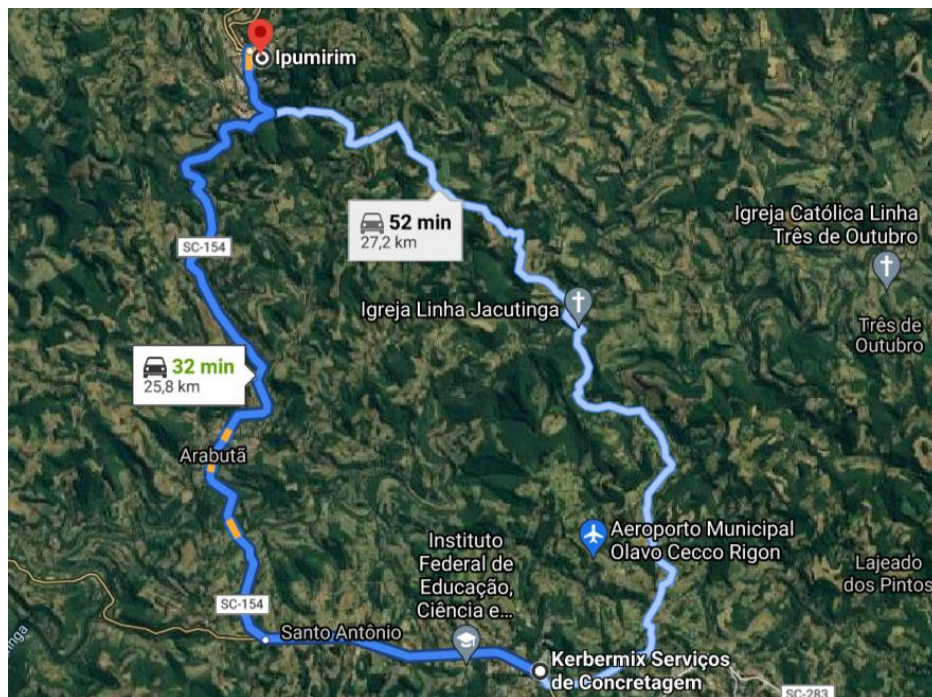 Ipumirim
52 min
27,2 km
Igreja Católica Linha
Três de Outubro
SC-154
Igreja Linha Jacutinga
Três de
Outubro
32 min
25,8 km
Arabutã
Aeroporto Municipal
Olavo Cecco Rigon
Instituto
Federal de
Educação,
Ciência e...
Lajeado
dos Pintos
SC-154
Santo Antônio
Kerbermix Serviços
de Concretagem
SC-283